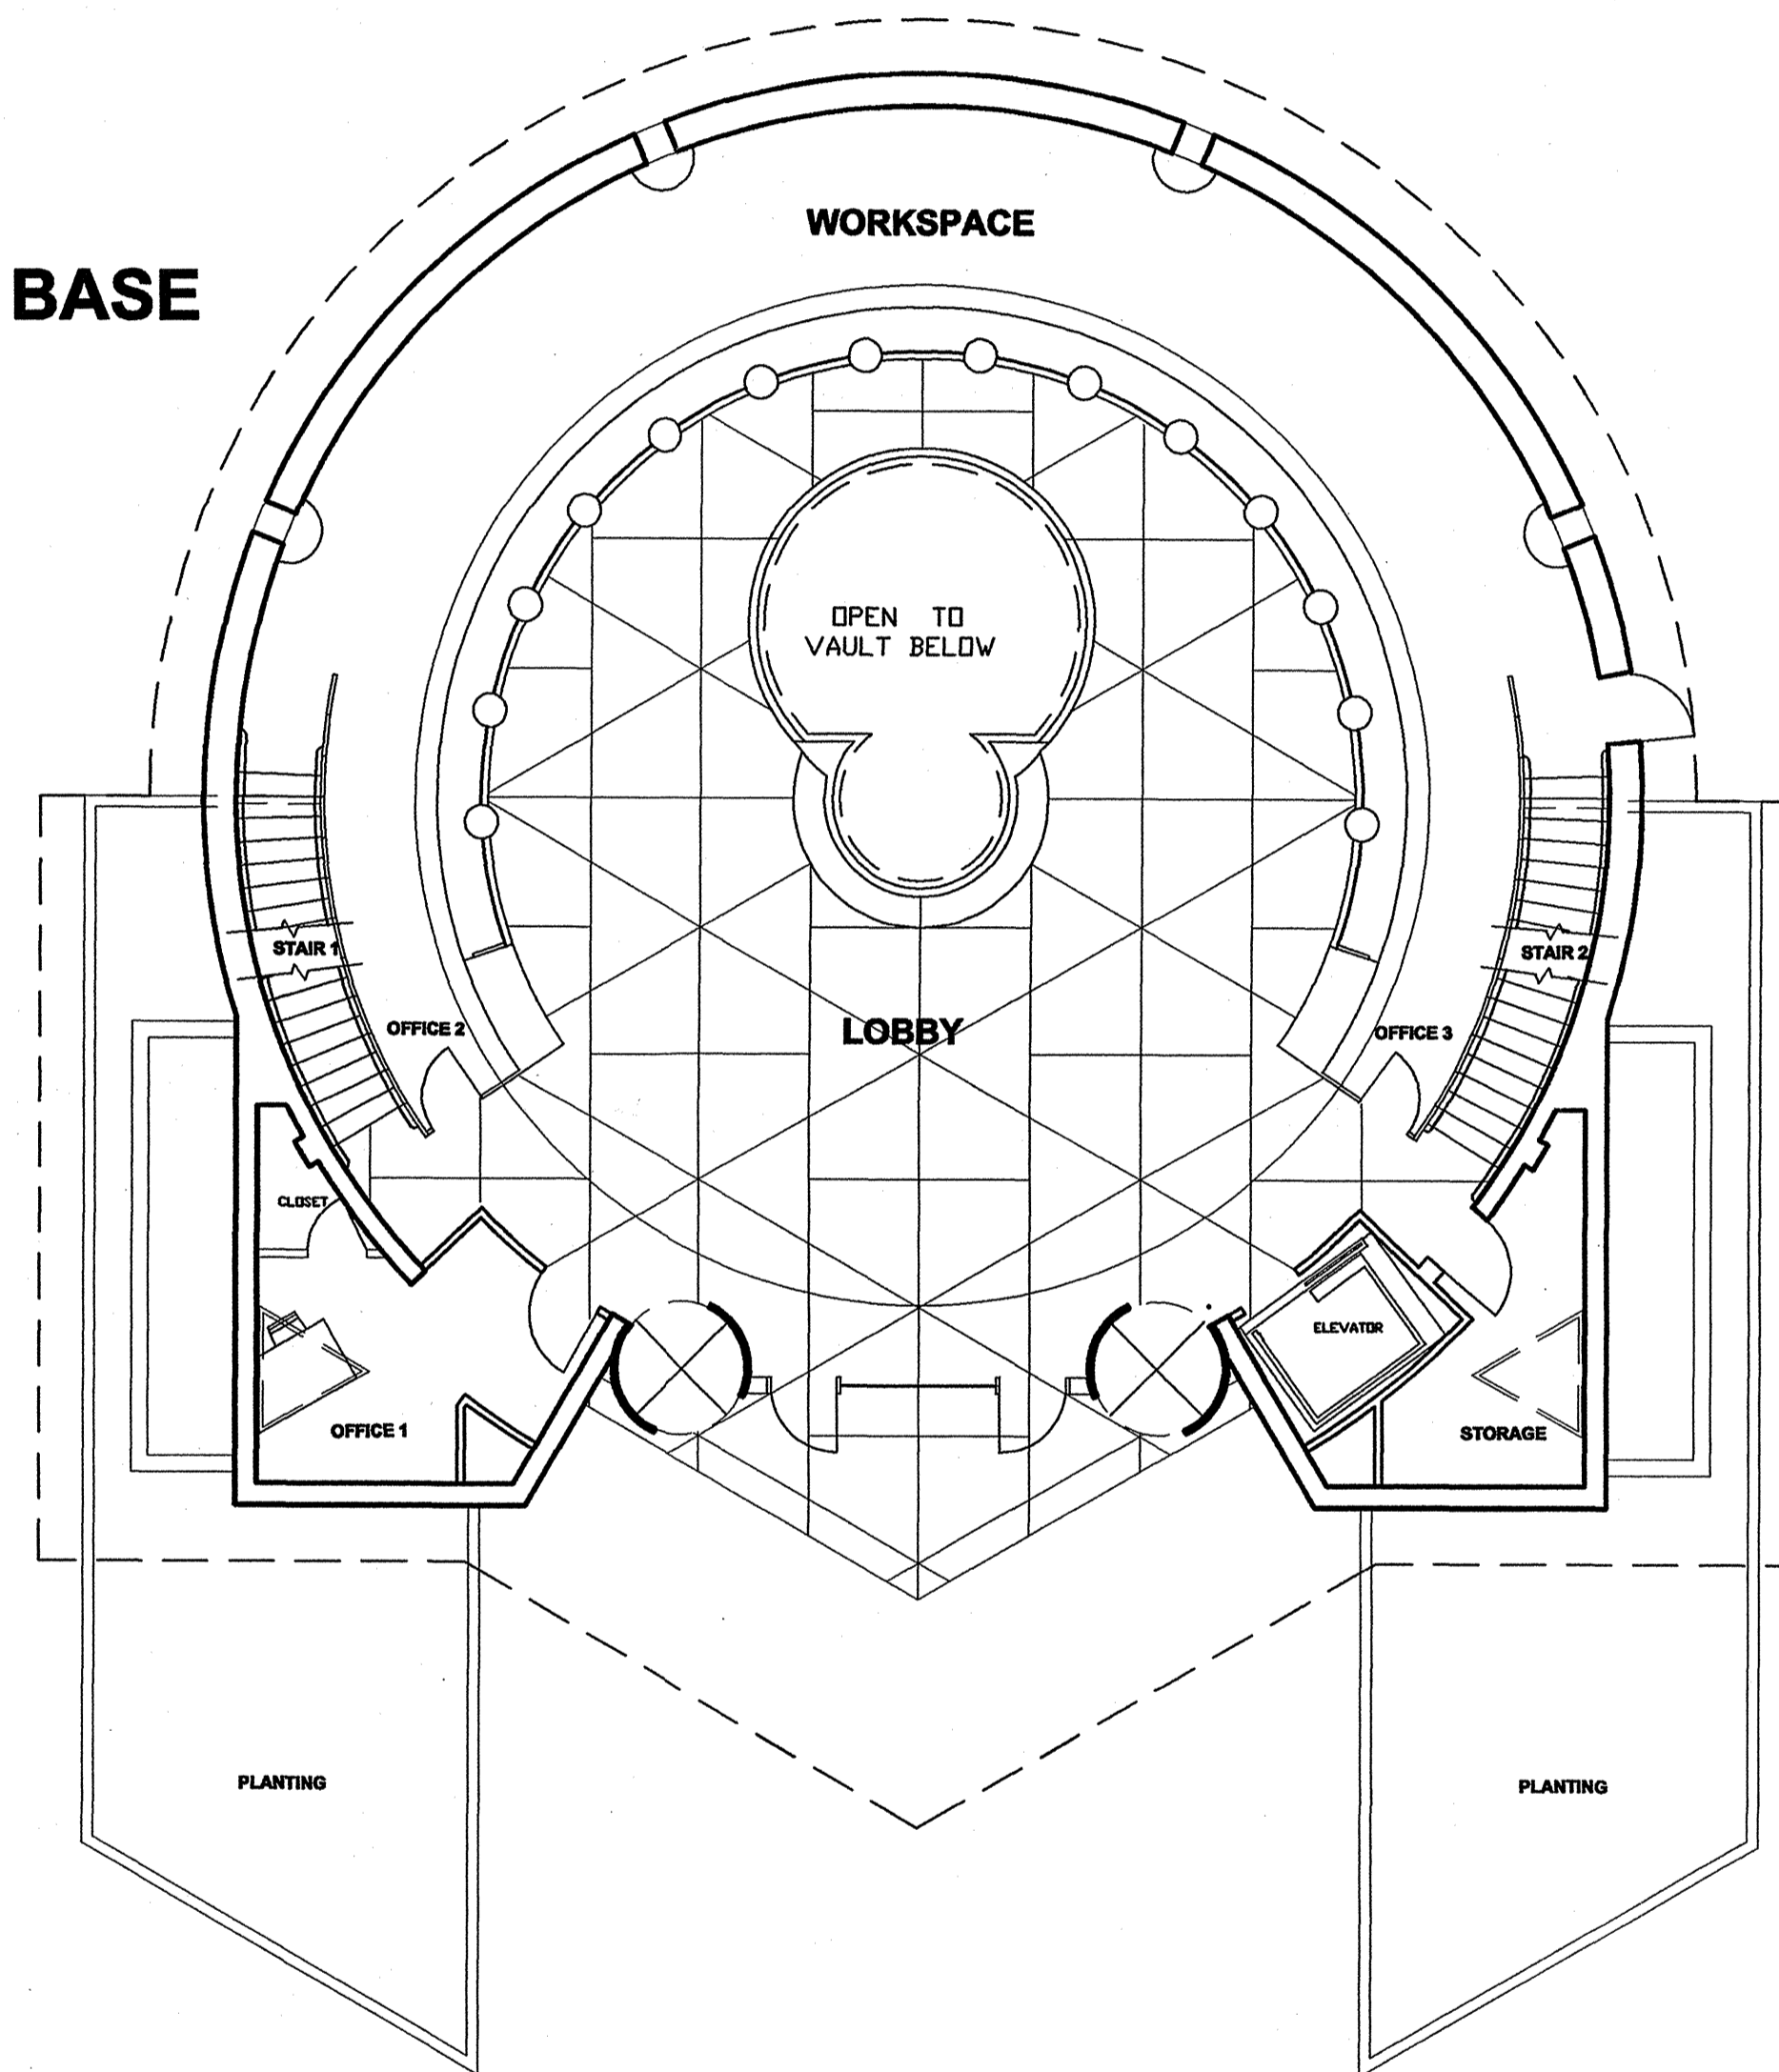 WORKSPACE
BASE
OPEN TO
VAULT BELOW
STAIR 1
STAIR 2
OFFICE 2
LOBBY
OFFICE 3
CLOSET
ELEVATOR
OFFICE 1
STORAGE
PLANTING
PLANTING